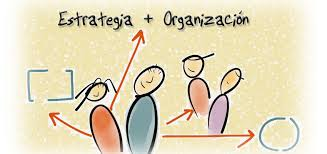 Estrategia + Organización